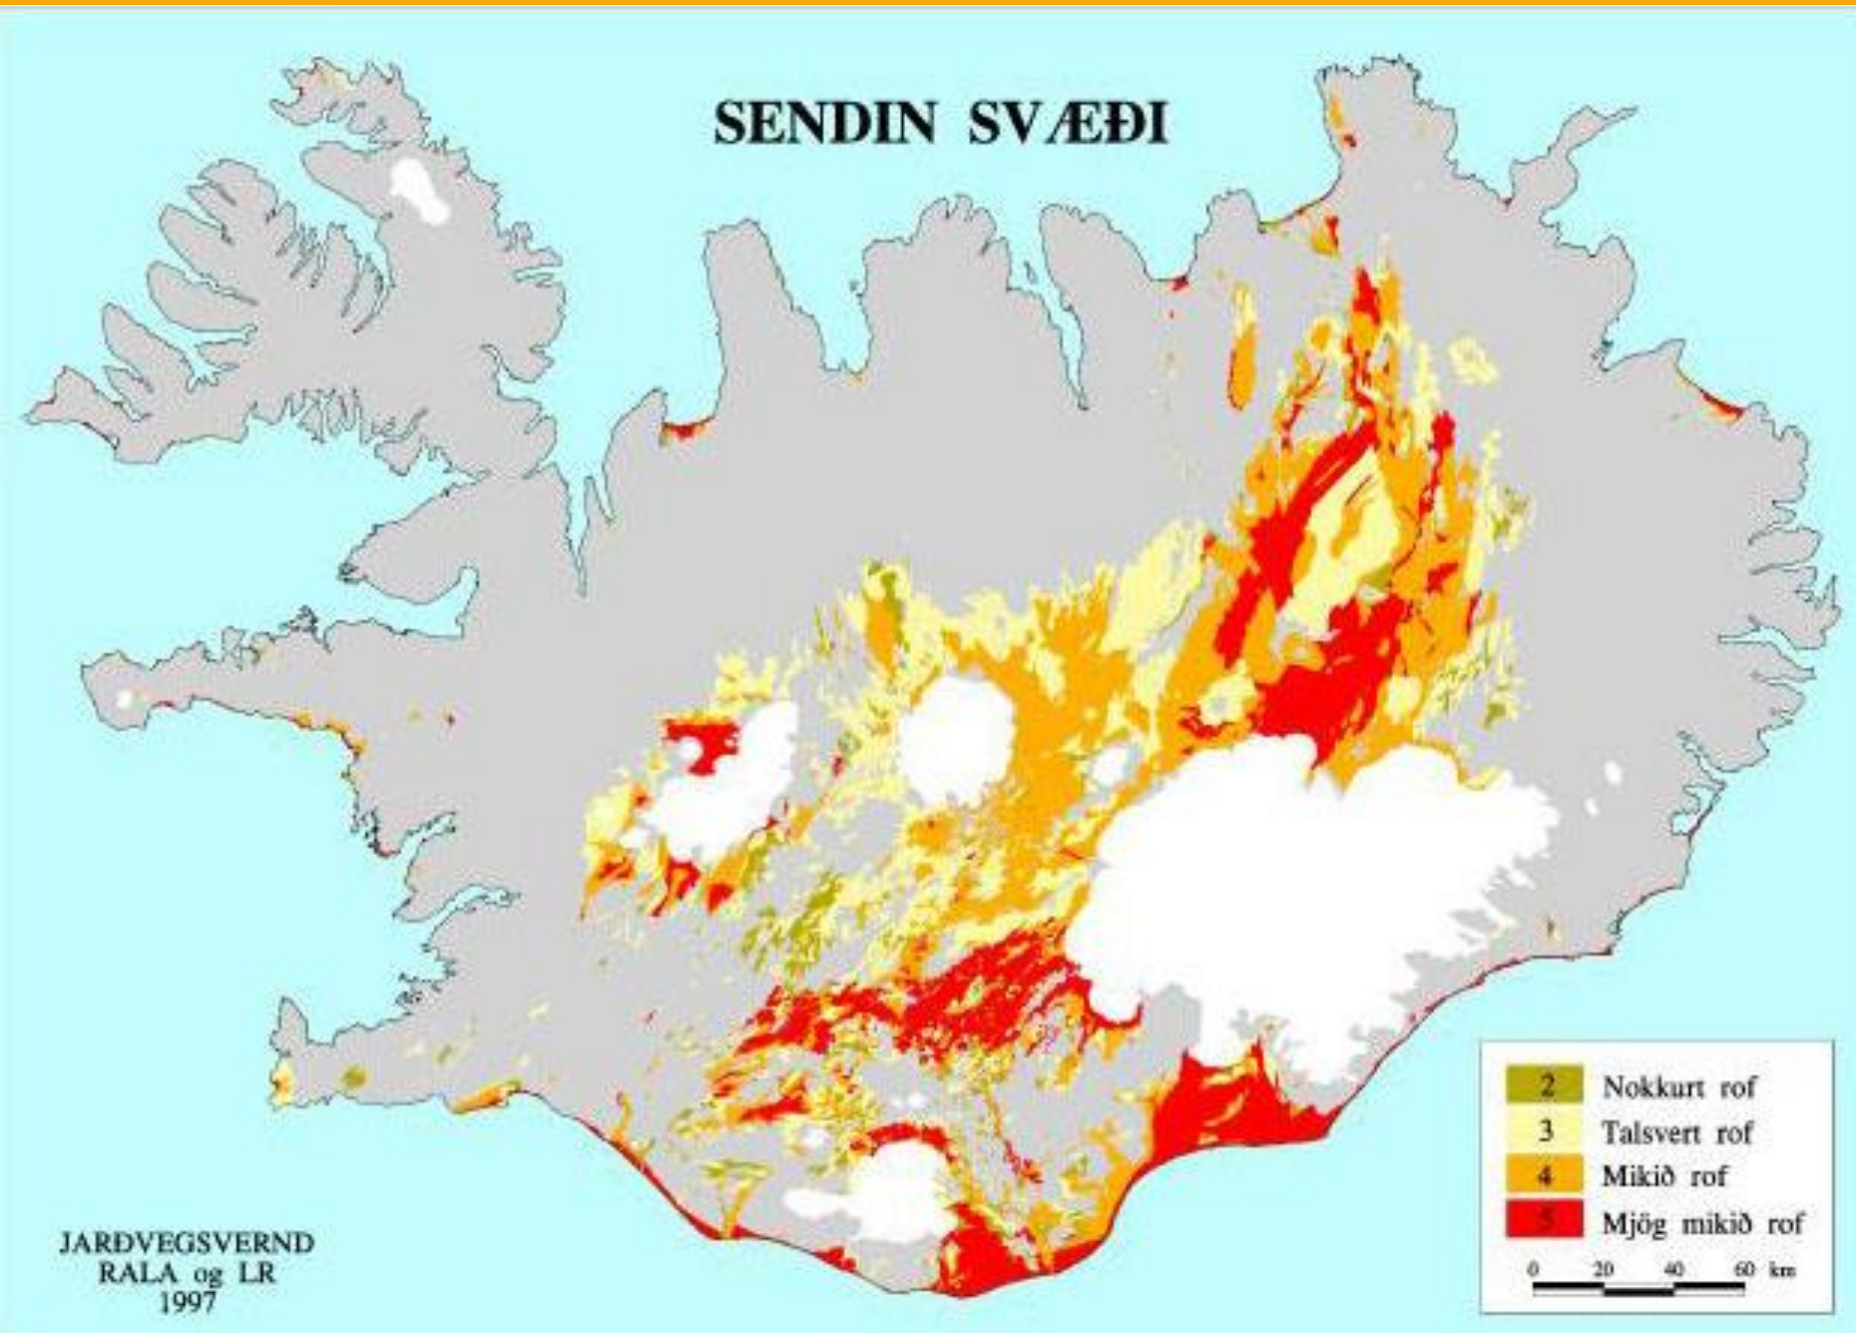 SENDIN SVÆÐI
2 Nokkurt rof
3 Talsvert rof
4 Mikið rof
5 Mjög mikið rof
0 20 40 60 km
JARÐVEGSVERND
RALA og LR
1997